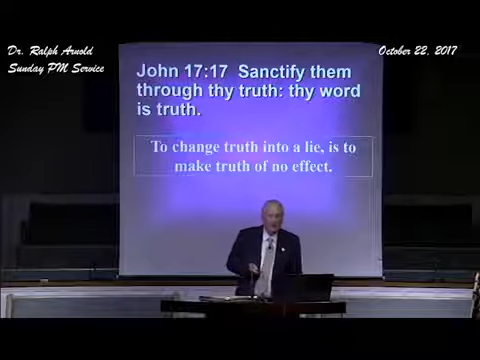 Dr. Ralph Arnold
Sunday PM Service
October 22, 2017
John 17:17 Sanctify them
through thy truth: thy word
is truth.
To change truth into a lie, is to
make truth of no effect.